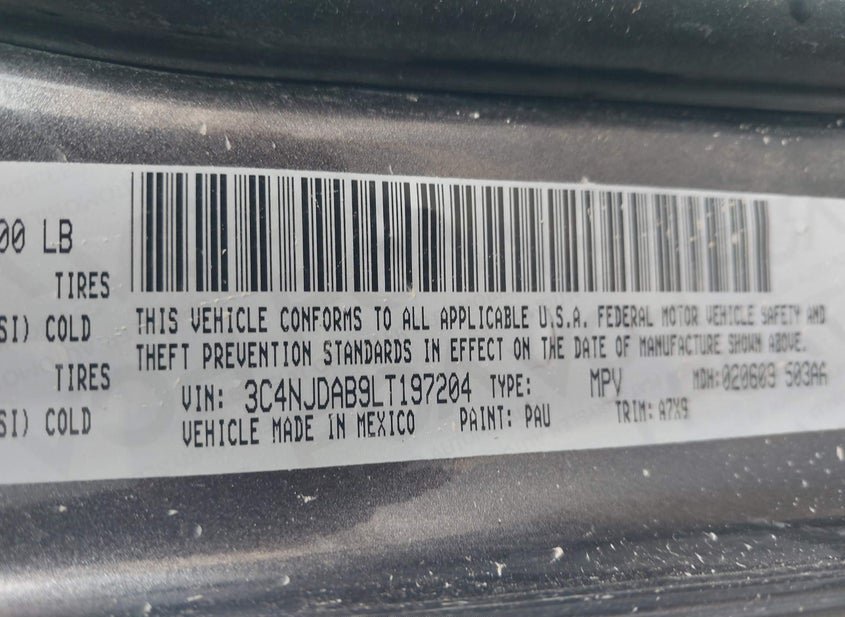 00 LB
TIRES
SI) COLD
TIRES
SI) COLD
THIS VEHICLE CONFORMS TO ALL APPLICABLE U.S.A. FEDERAL MOTOR VEHICLE SAFETY AND
THEFT PREVENTION STANDARDS IN EFFECT ON THE DATE OF MANUFACTURE SHOWN ABOVE.
VIN: 3C4NJDAB9LT197204 TYPE: MPV MDH:020609 503AA
VEHICLE MADE IN MEXICO PAINT: PAU TRIM: A7X9